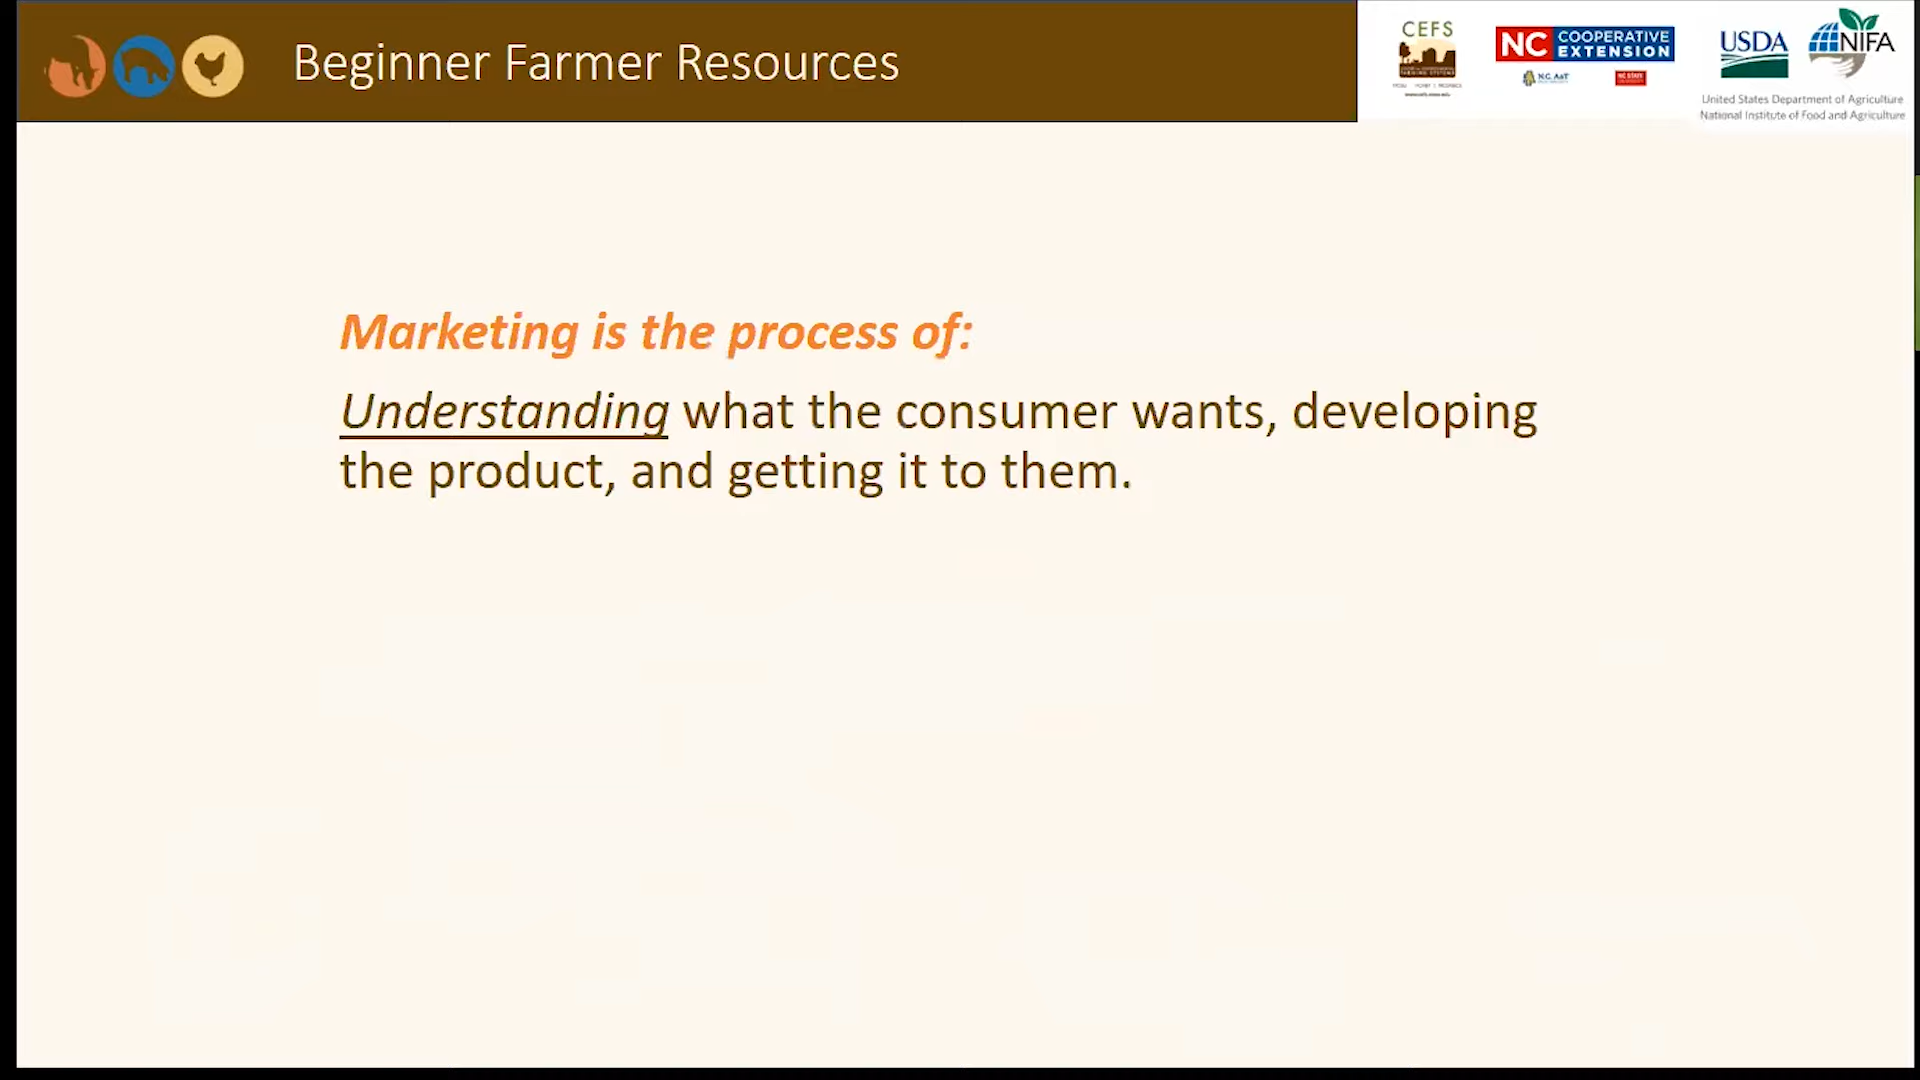 Beginner Farmer Resources
CEFS
NC COOPERATIVE EXTENSION
N.C. A&T
NC STATE
USDA
NIFA
United States Department of Agriculture
National Institute of Food and Agriculture
Marketing is the process of:
Understanding what the consumer wants, developing
the product, and getting it to them.